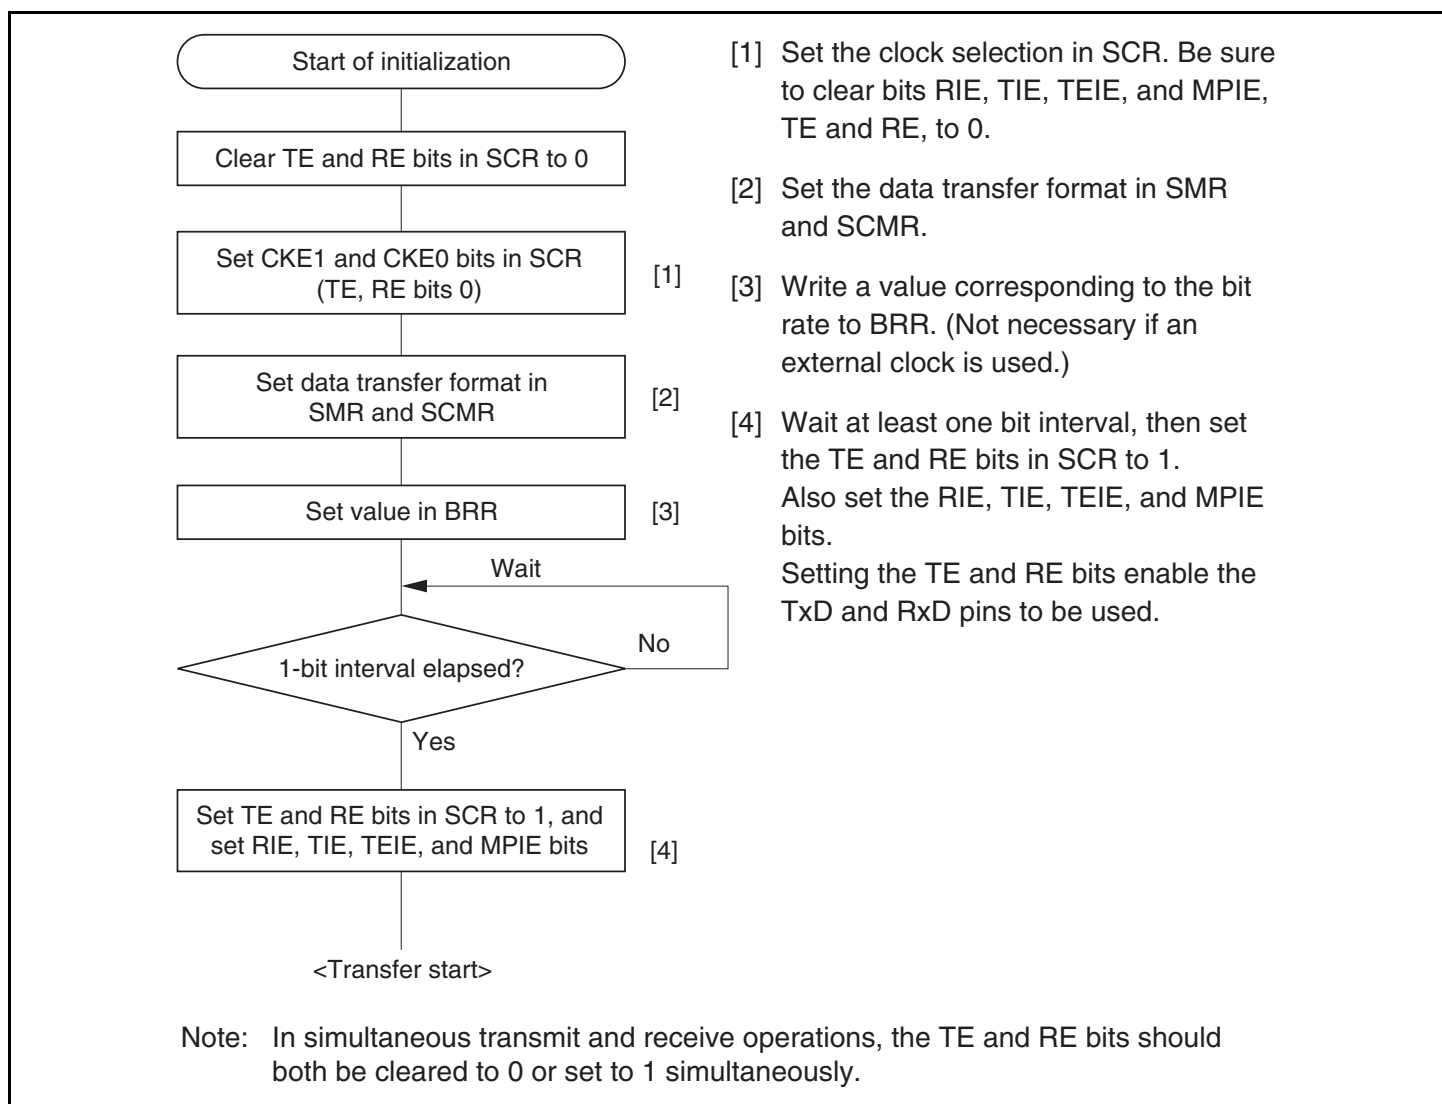 Start of initialization
Clear TE and RE bits in SCR to 0
Set CKE1 and CKE0 bits in SCR
(TE, RE bits 0)
[1]
Set data transfer format in
SMR and SCMR
[2]
Set value in BRR
[3]
Wait
No
1-bit interval elapsed?
Yes
Set TE and RE bits in SCR to 1, and
set RIE, TIE, TEIE, and MPIE bits
[4]
<Transfer start>
[1] Set the clock selection in SCR. Be sure
to clear bits RIE, TIE, TEIE, and MPIE,
TE and RE, to 0.
[2] Set the data transfer format in SMR
and SCMR.
[3] Write a value corresponding to the bit
rate to BRR. (Not necessary if an
external clock is used.)
[4] Wait at least one bit interval, then set
the TE and RE bits in SCR to 1.
Also set the RIE, TIE, TEIE, and MPIE
bits.
Setting the TE and RE bits enable the
TxD and RxD pins to be used.
Note: In simultaneous transmit and receive operations, the TE and RE bits should
both be cleared to 0 or set to 1 simultaneously.